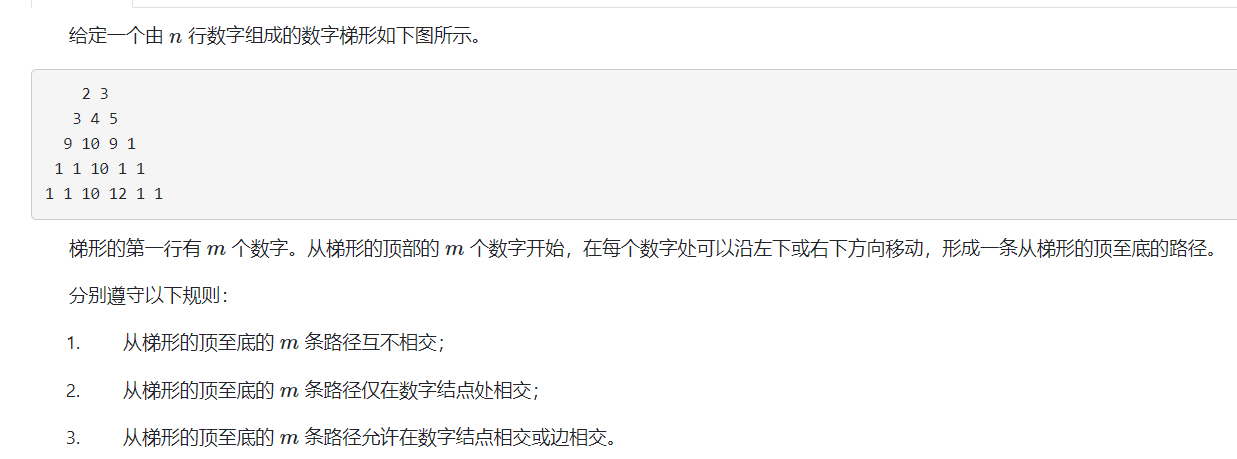 给定一个由 n 行数字组成的数字梯形如下图所示。
2 3
3 4 5
9 10 9 1
1 1 10 1 1
1 1 10 12 1 1
梯形的第一行有 m 个数字。从梯形的顶部的 m 个数字开始，在每个数字处可以沿左下或右下方向移动，形成一条从梯形的顶至底的路径。
分别遵守以下规则：
1. 从梯形的顶至底的 m 条路径互不相交；
2. 从梯形的顶至底的 m 条路径仅在数字结点处相交；
3. 从梯形的顶至底的 m 条路径允许在数字结点相交或边相交。